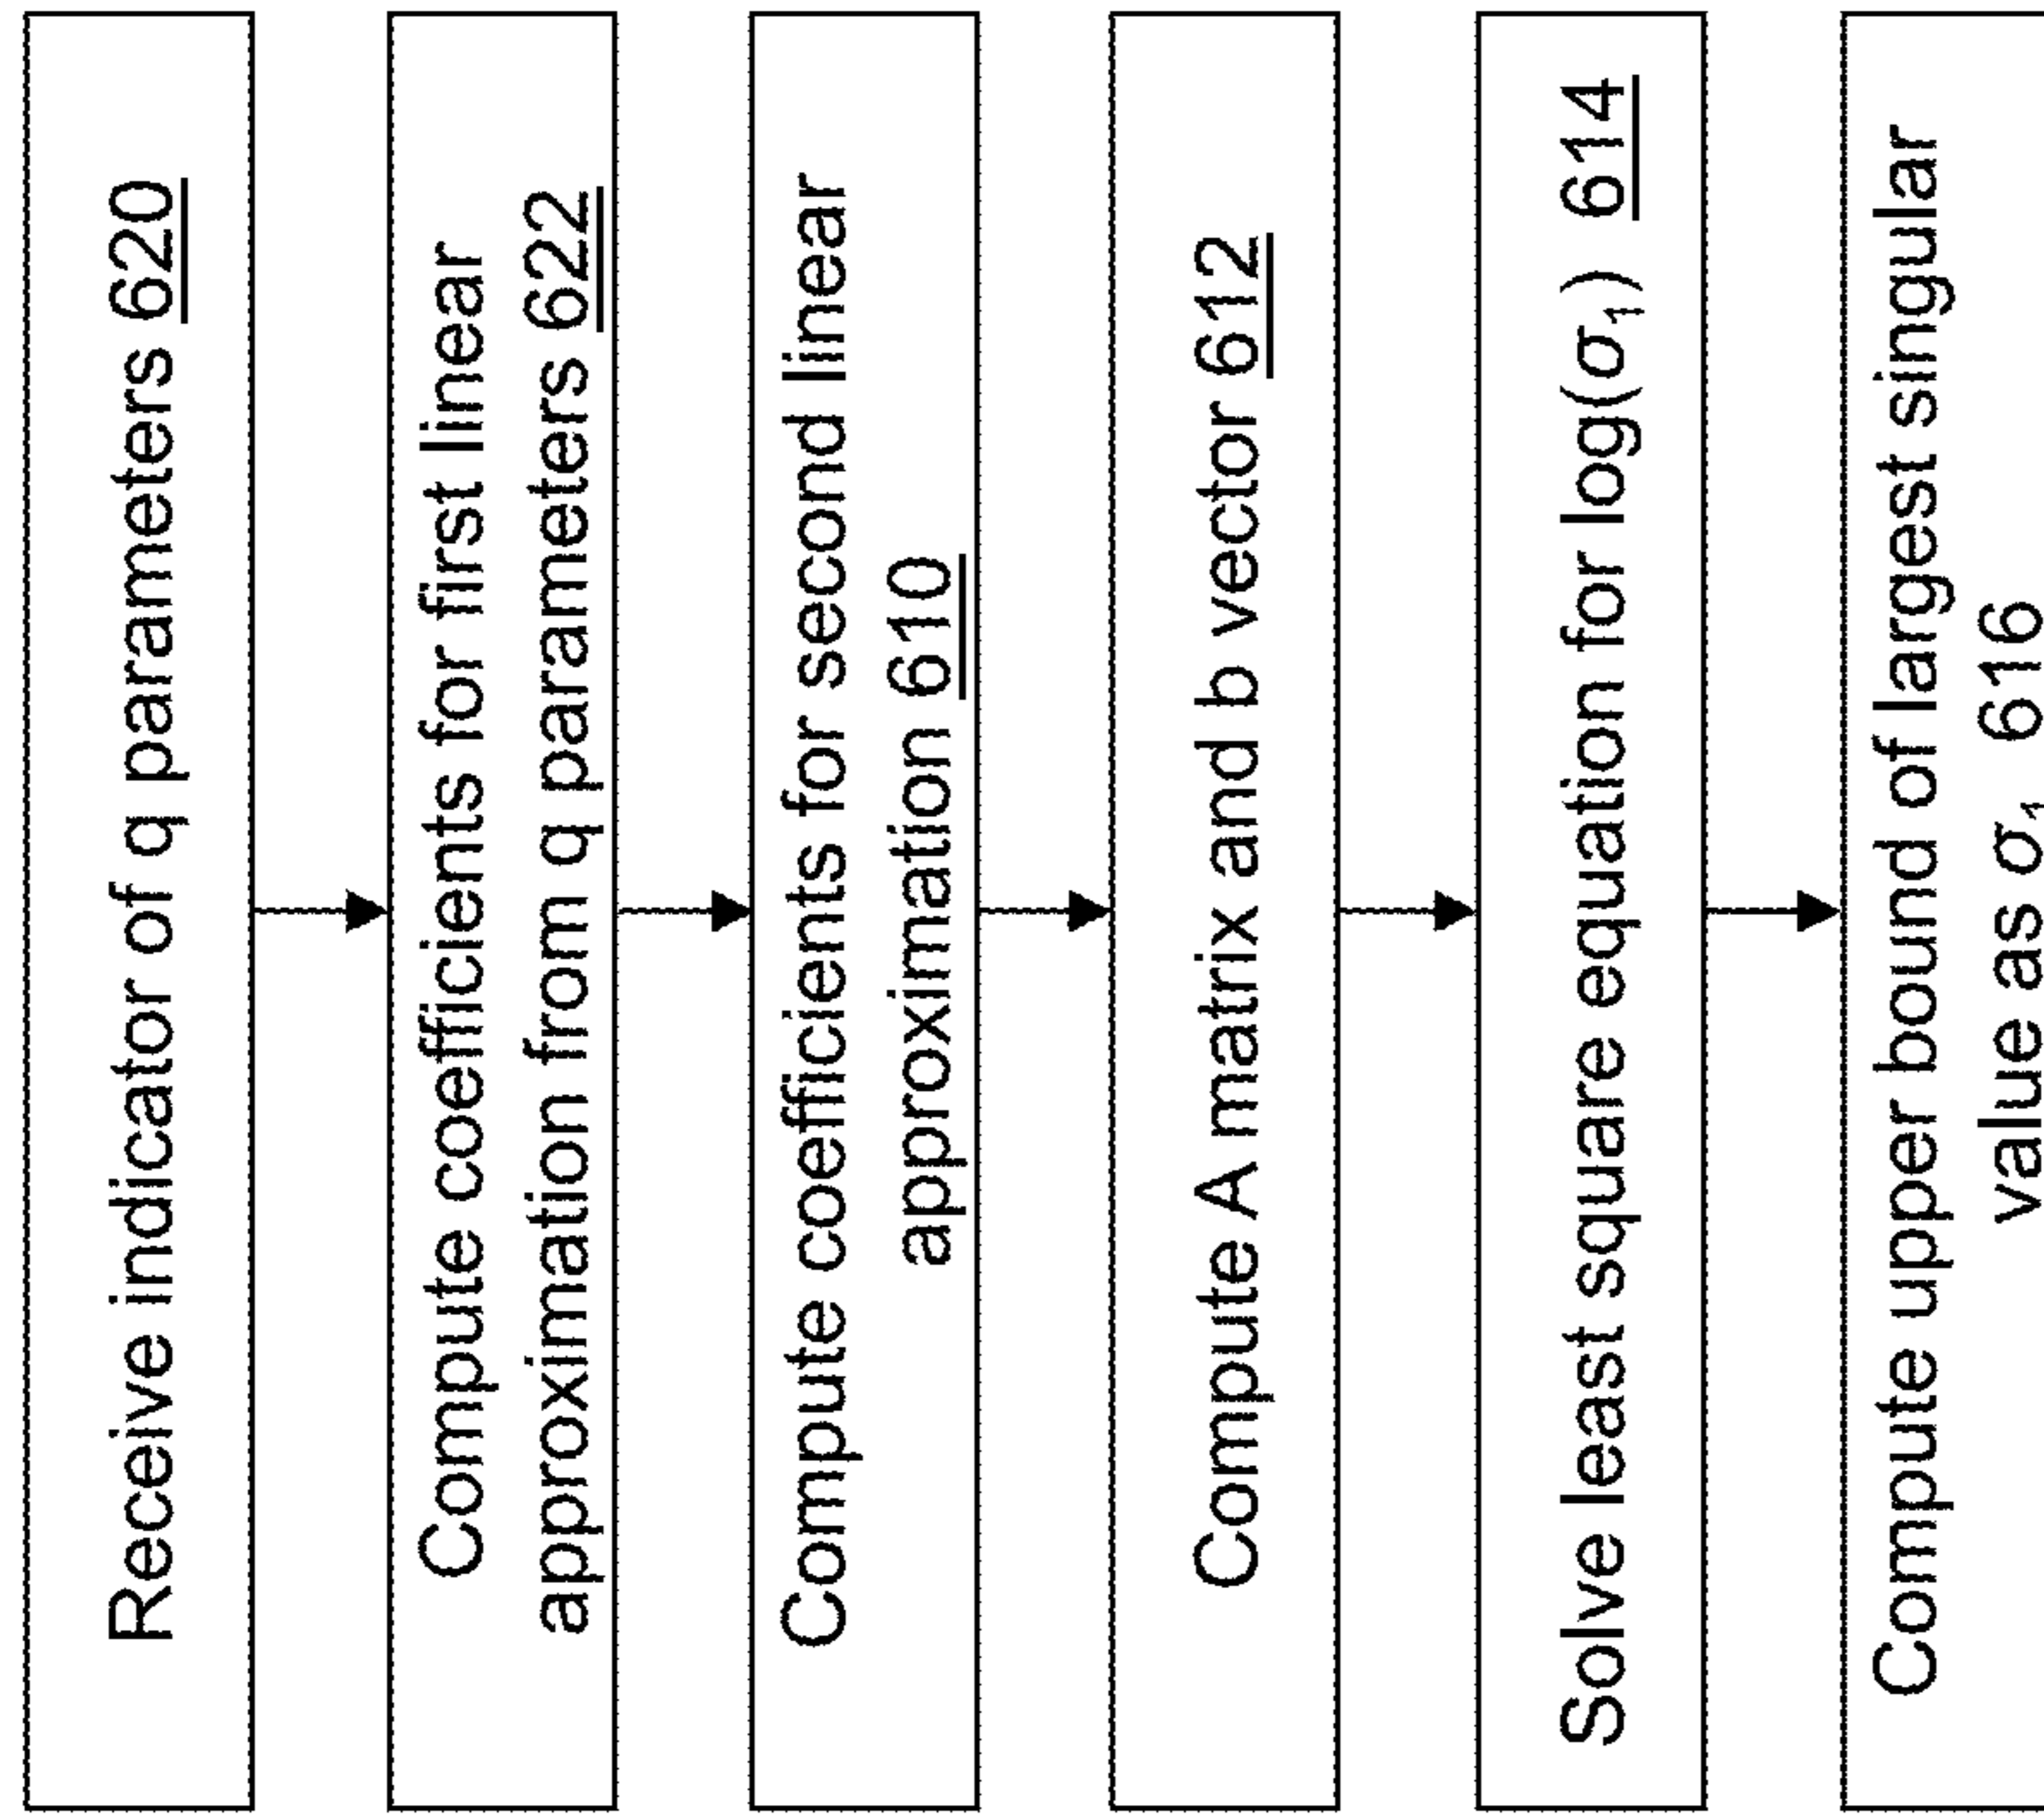 Receive indicator of q parameters 620
Compute coefficients for first linear
approximation from q parameters 622
Compute coefficients for second linear
approximation 610
Compute A matrix and b vector 612
Solve least square equation for log(σ₁) 614
Compute upper bound of largest singular
value as σ₁ 616